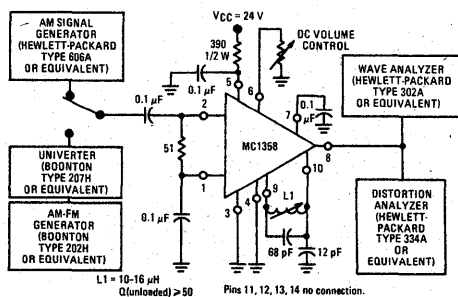 AM SIGNAL
GENERATOR
(HEWLETT-PACKARD
TYPE 606A
OR EQUIVALENT)
VCC = 24 V
390
1/2 W
DC VOLUME
CONTROL
0.1 μF
5
6
WAVE ANALYZER
(HEWLETT-PACKARD
TYPE 302A
OR EQUIVALENT)
0.1 μF
2
7
0.1
μF
51
MC1358
8
10
UNIVERTER
(BOONTON
TYPE 207H
OR EQUIVALENT)
1
9
3
4
L1
0.1 μF
68 pF
12 pF
AM-FM
GENERATOR
(BOONTON
TYPE 202H
OR EQUIVALENT)
DISTORTION
ANALYZER
(HEWLETT-
PACKARD
TYPE 334A
OR EQUIVALENT)
L1 = 10-16 μH
Q(unloaded) ≥ 50
Pins 11, 12, 13, 14 no connection.